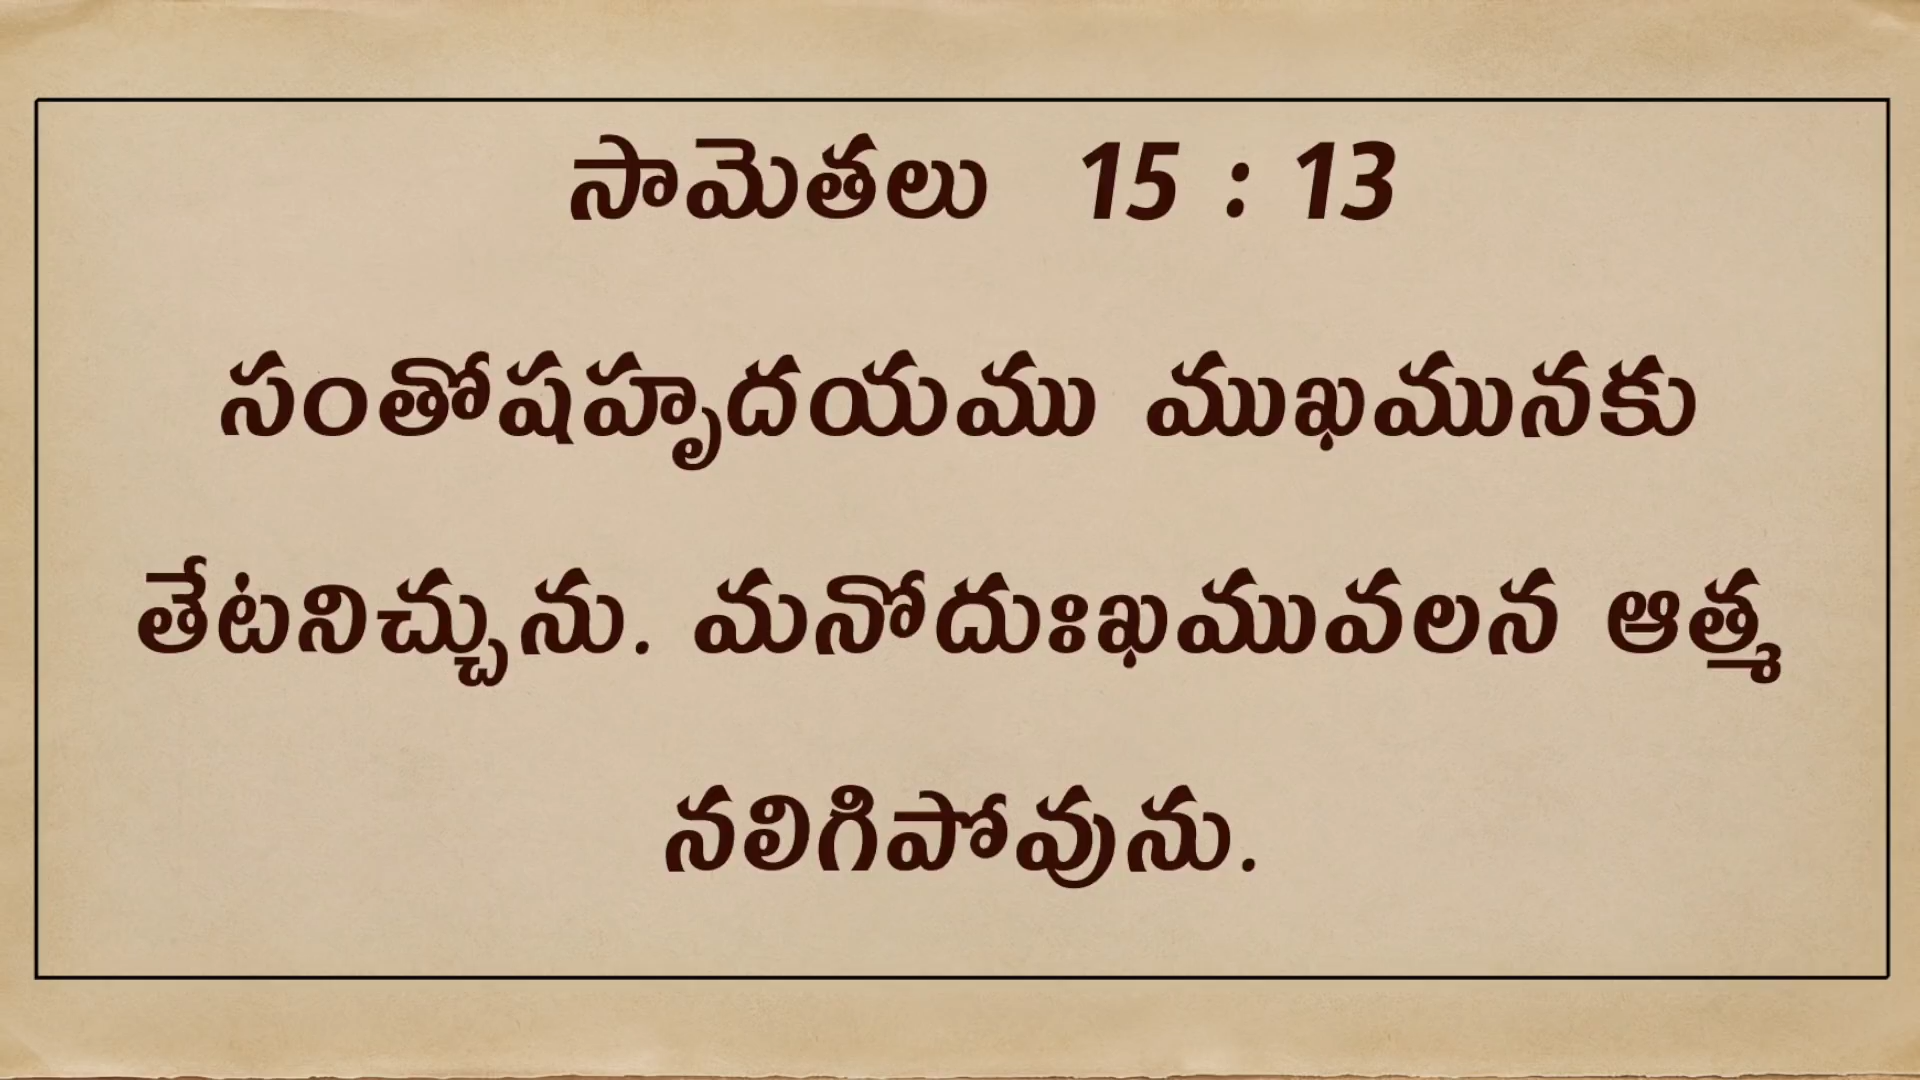 సామెతలు 15 : 13
సంతోషహృదయము ముఖమునకు
తేటనిచ్చును. మనోదుఃఖమువలన ఆత్మ
నలిగిపోవును.